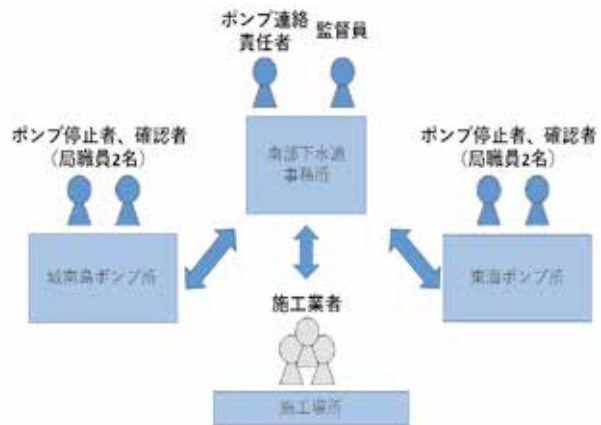 ポンプ連絡
責任者
監督員
ポンプ停止者、確認者
(局職員2名)
南部下水道
事務所
ポンプ停止者、確認者
(局職員2名)
城南島ポンプ所
東海ポンプ所
施工業者
施工場所